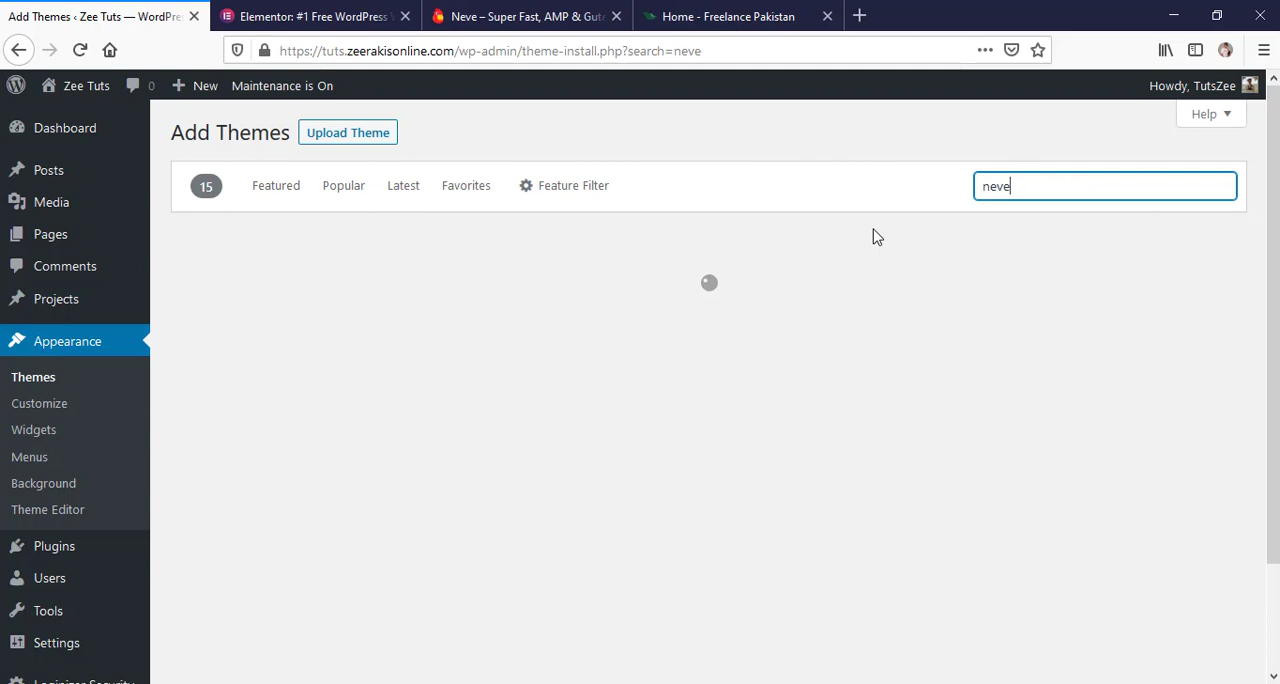 Add Themes ‹ Zee Tuts — WordPre
Elementor: #1 Free WordPress
Neve – Super Fast, AMP & Gut
Home - Freelance Pakistan
https://tuts.zeerakisonline.com/wp-admin/theme-install.php?search=neve
Zee Tuts
0
New
Maintenance is On
Howdy, TutsZee
Add Themes
Upload Theme
Help
15
Featured
Popular
Latest
Favorites
Feature Filter
neve
Dashboard
Posts
Media
Pages
Comments
Projects
Appearance
Themes
Customize
Widgets
Menus
Background
Theme Editor
Plugins
Users
Tools
Settings
Loginizer Security